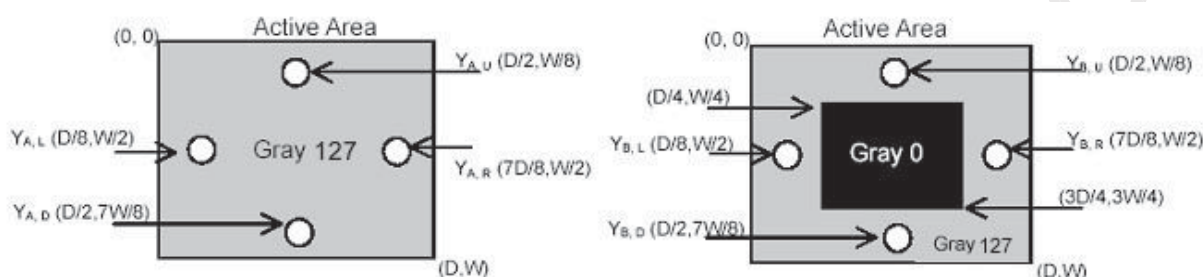 Active Area
(0, 0)
Y_A, U (D/2,W/8)
Y_A, L (D/8,W/2)
Gray 127
Y_A, R (7D/8,W/2)
Y_A, D (D/2,7W/8)
(D,W)
Active Area
(0, 0)
Y_B, U (D/2,W/8)
(D/4,W/4)
Y_B, L (D/8,W/2)
Gray 0
Y_B, R (7D/8,W/2)
(3D/4,3W/4)
Y_B, D (D/2,7W/8)
Gray 127
(D,W)